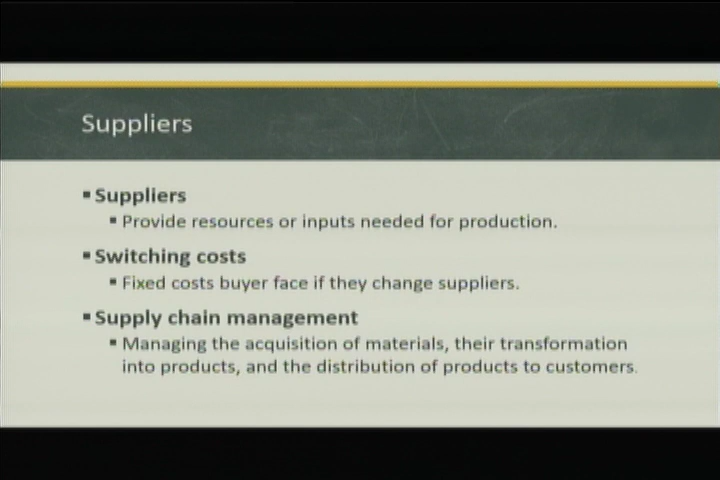 Suppliers
▪ Suppliers
▪ Provide resources or inputs needed for production.
▪ Switching costs
▪ Fixed costs buyer face if they change suppliers.
▪ Supply chain management
▪ Managing the acquisition of materials, their transformation
into products, and the distribution of products to customers.